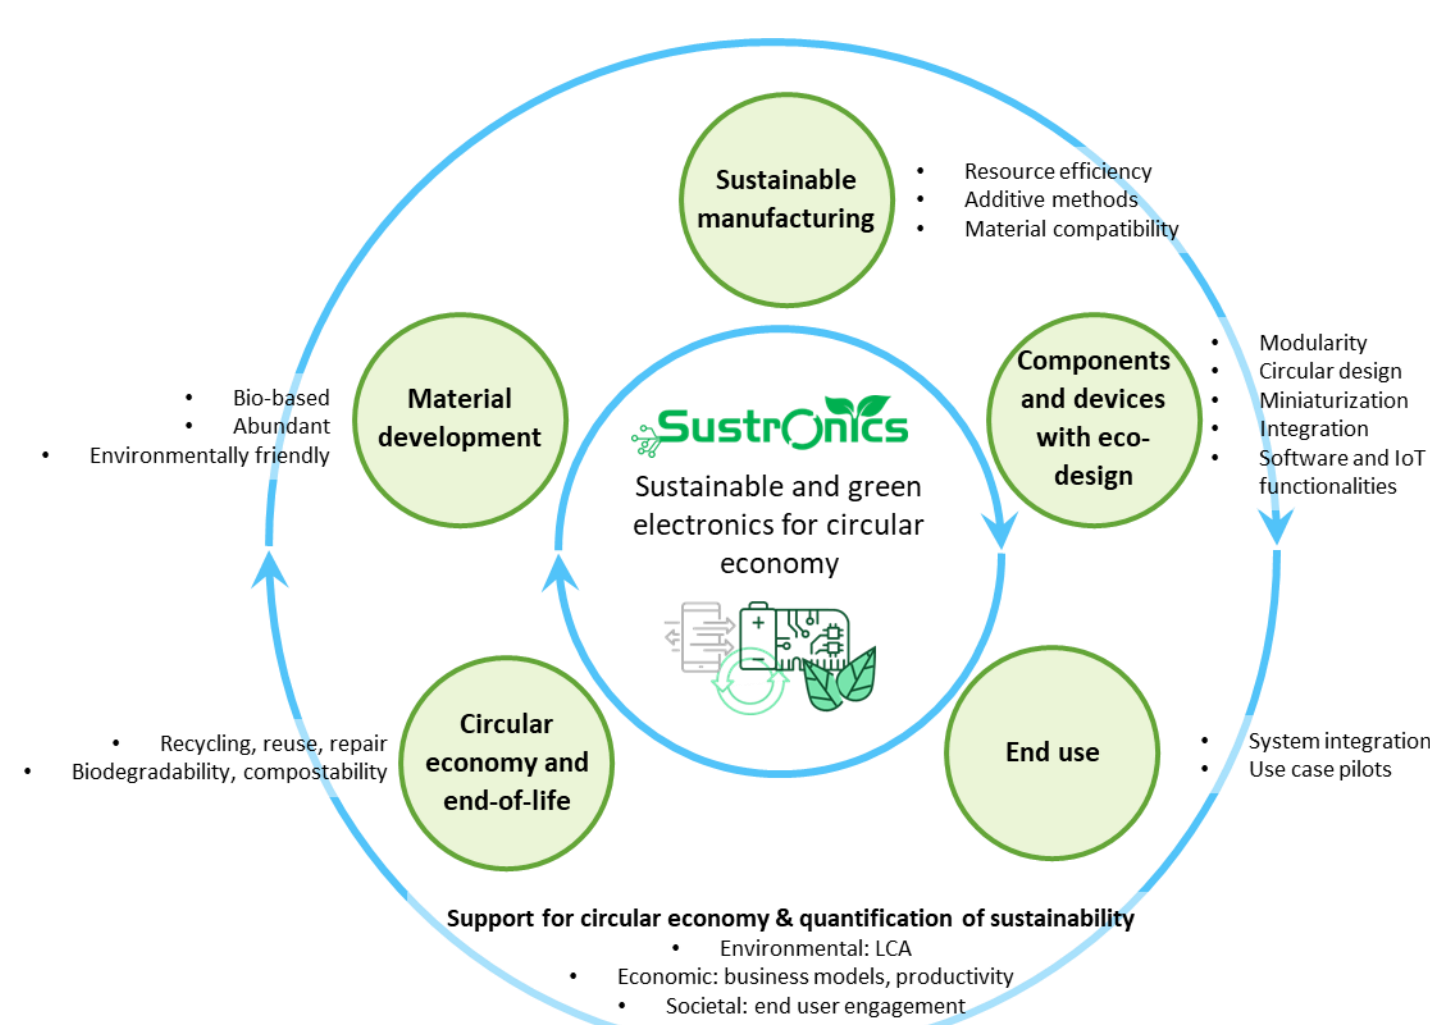 Sustainable
manufacturing
• Resource efficiency
• Additive methods
• Material compatibility
Components
and devices
with eco-
design
• Modularity
• Circular design
• Miniaturization
• Integration
• Software and IoT
functionalities
Material
development
• Bio-based
• Abundant
• Environmentally friendly
Sustronics
Sustainable and green
electronics for circular
economy
+
−
End use
• System integration
• Use case pilots
Circular
economy and
end-of-life
• Recycling, reuse, repair
• Biodegradability, compostability
Support for circular economy & quantification of sustainability
• Environmental: LCA
• Economic: business models, productivity
• Societal: end user engagement